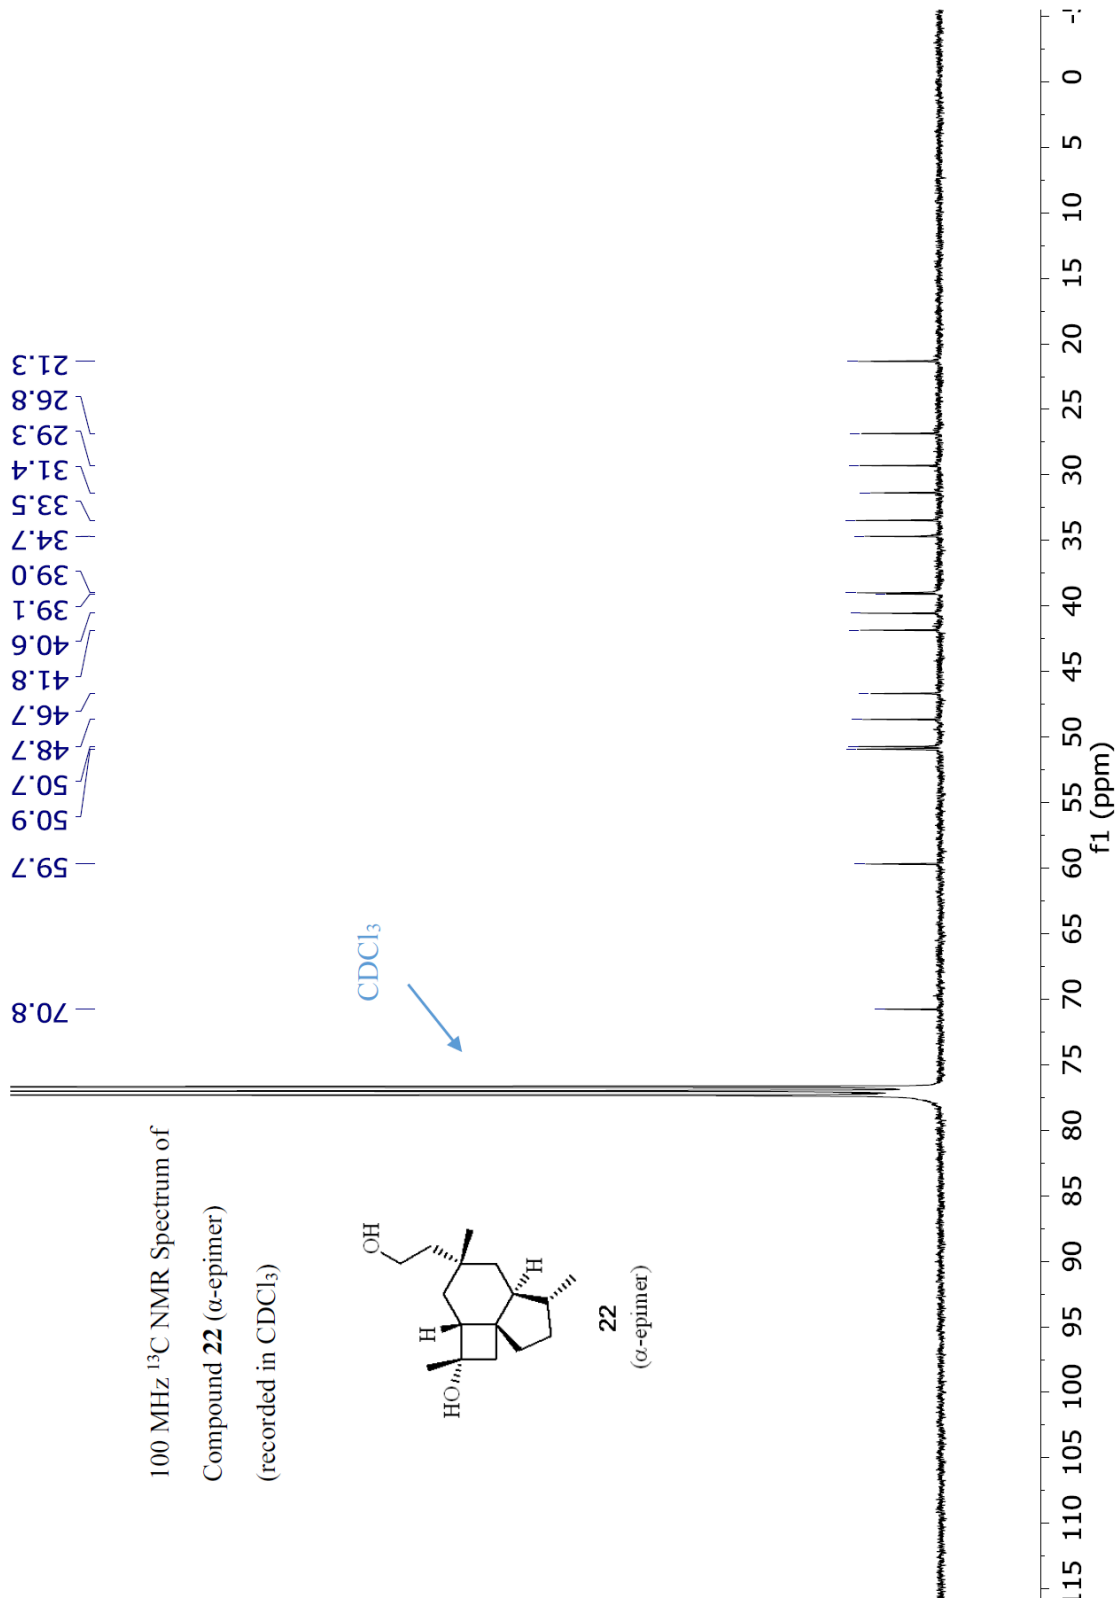 100 MHz ¹³C NMR Spectrum of
Compound 22 (α-epimer)
(recorded in CDCl₃)
CDCl₃
70.8
59.7
50.9
50.7
48.7
46.7
41.8
40.6
39.1
39.0
34.7
33.5
31.4
29.3
26.8
21.3
OH
H
HO
H
22
(α-epimer)
115 110 105 100 95 90 85 80 75 70 65 60 55 50 45 40 35 30 25 20 15 10 5 0
f1 (ppm)